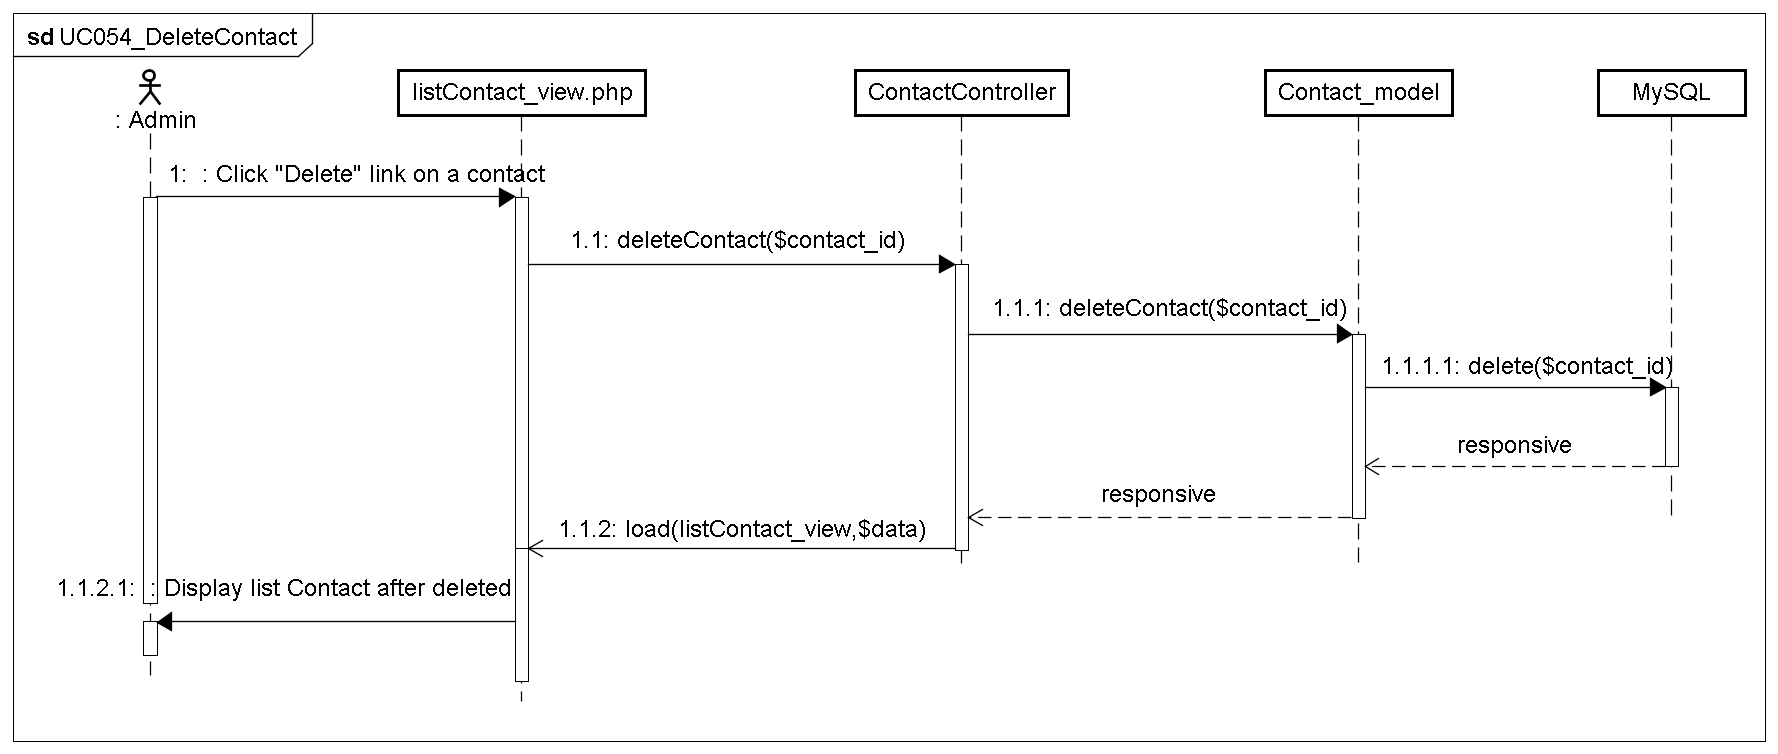 sd UC054_DeleteContact
: Admin
listContact_view.php
ContactController
Contact_model
MySQL
1:  : Click "Delete" link on a contact
1.1: deleteContact($contact_id)
1.1.1: deleteContact($contact_id)
1.1.1.1: delete($contact_id)
responsive
responsive
1.1.2: load(listContact_view,$data)
1.1.2.1:  : Display list Contact after deleted